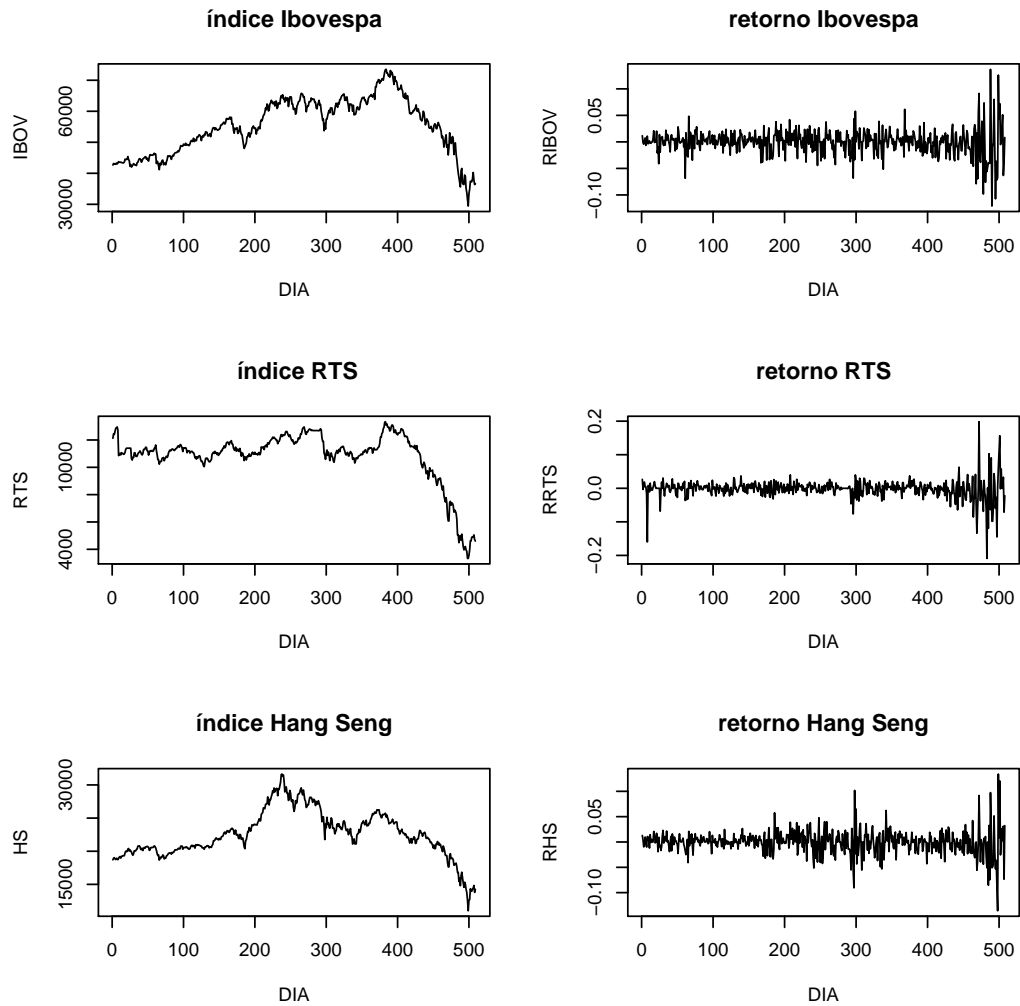 índice Ibovespa
IBOV
60000
30000
0 100 200 300 400 500
DIA
retorno Ibovespa
RIBOV
0.05
−0.10
0 100 200 300 400 500
DIA
índice RTS
RTS
10000
4000
0 100 200 300 400 500
DIA
retorno RTS
RRTS
0.2
0.0
−0.2
0 100 200 300 400 500
DIA
índice Hang Seng
HS
30000
15000
0 100 200 300 400 500
DIA
retorno Hang Seng
RHS
0.05
−0.10
0 100 200 300 400 500
DIA